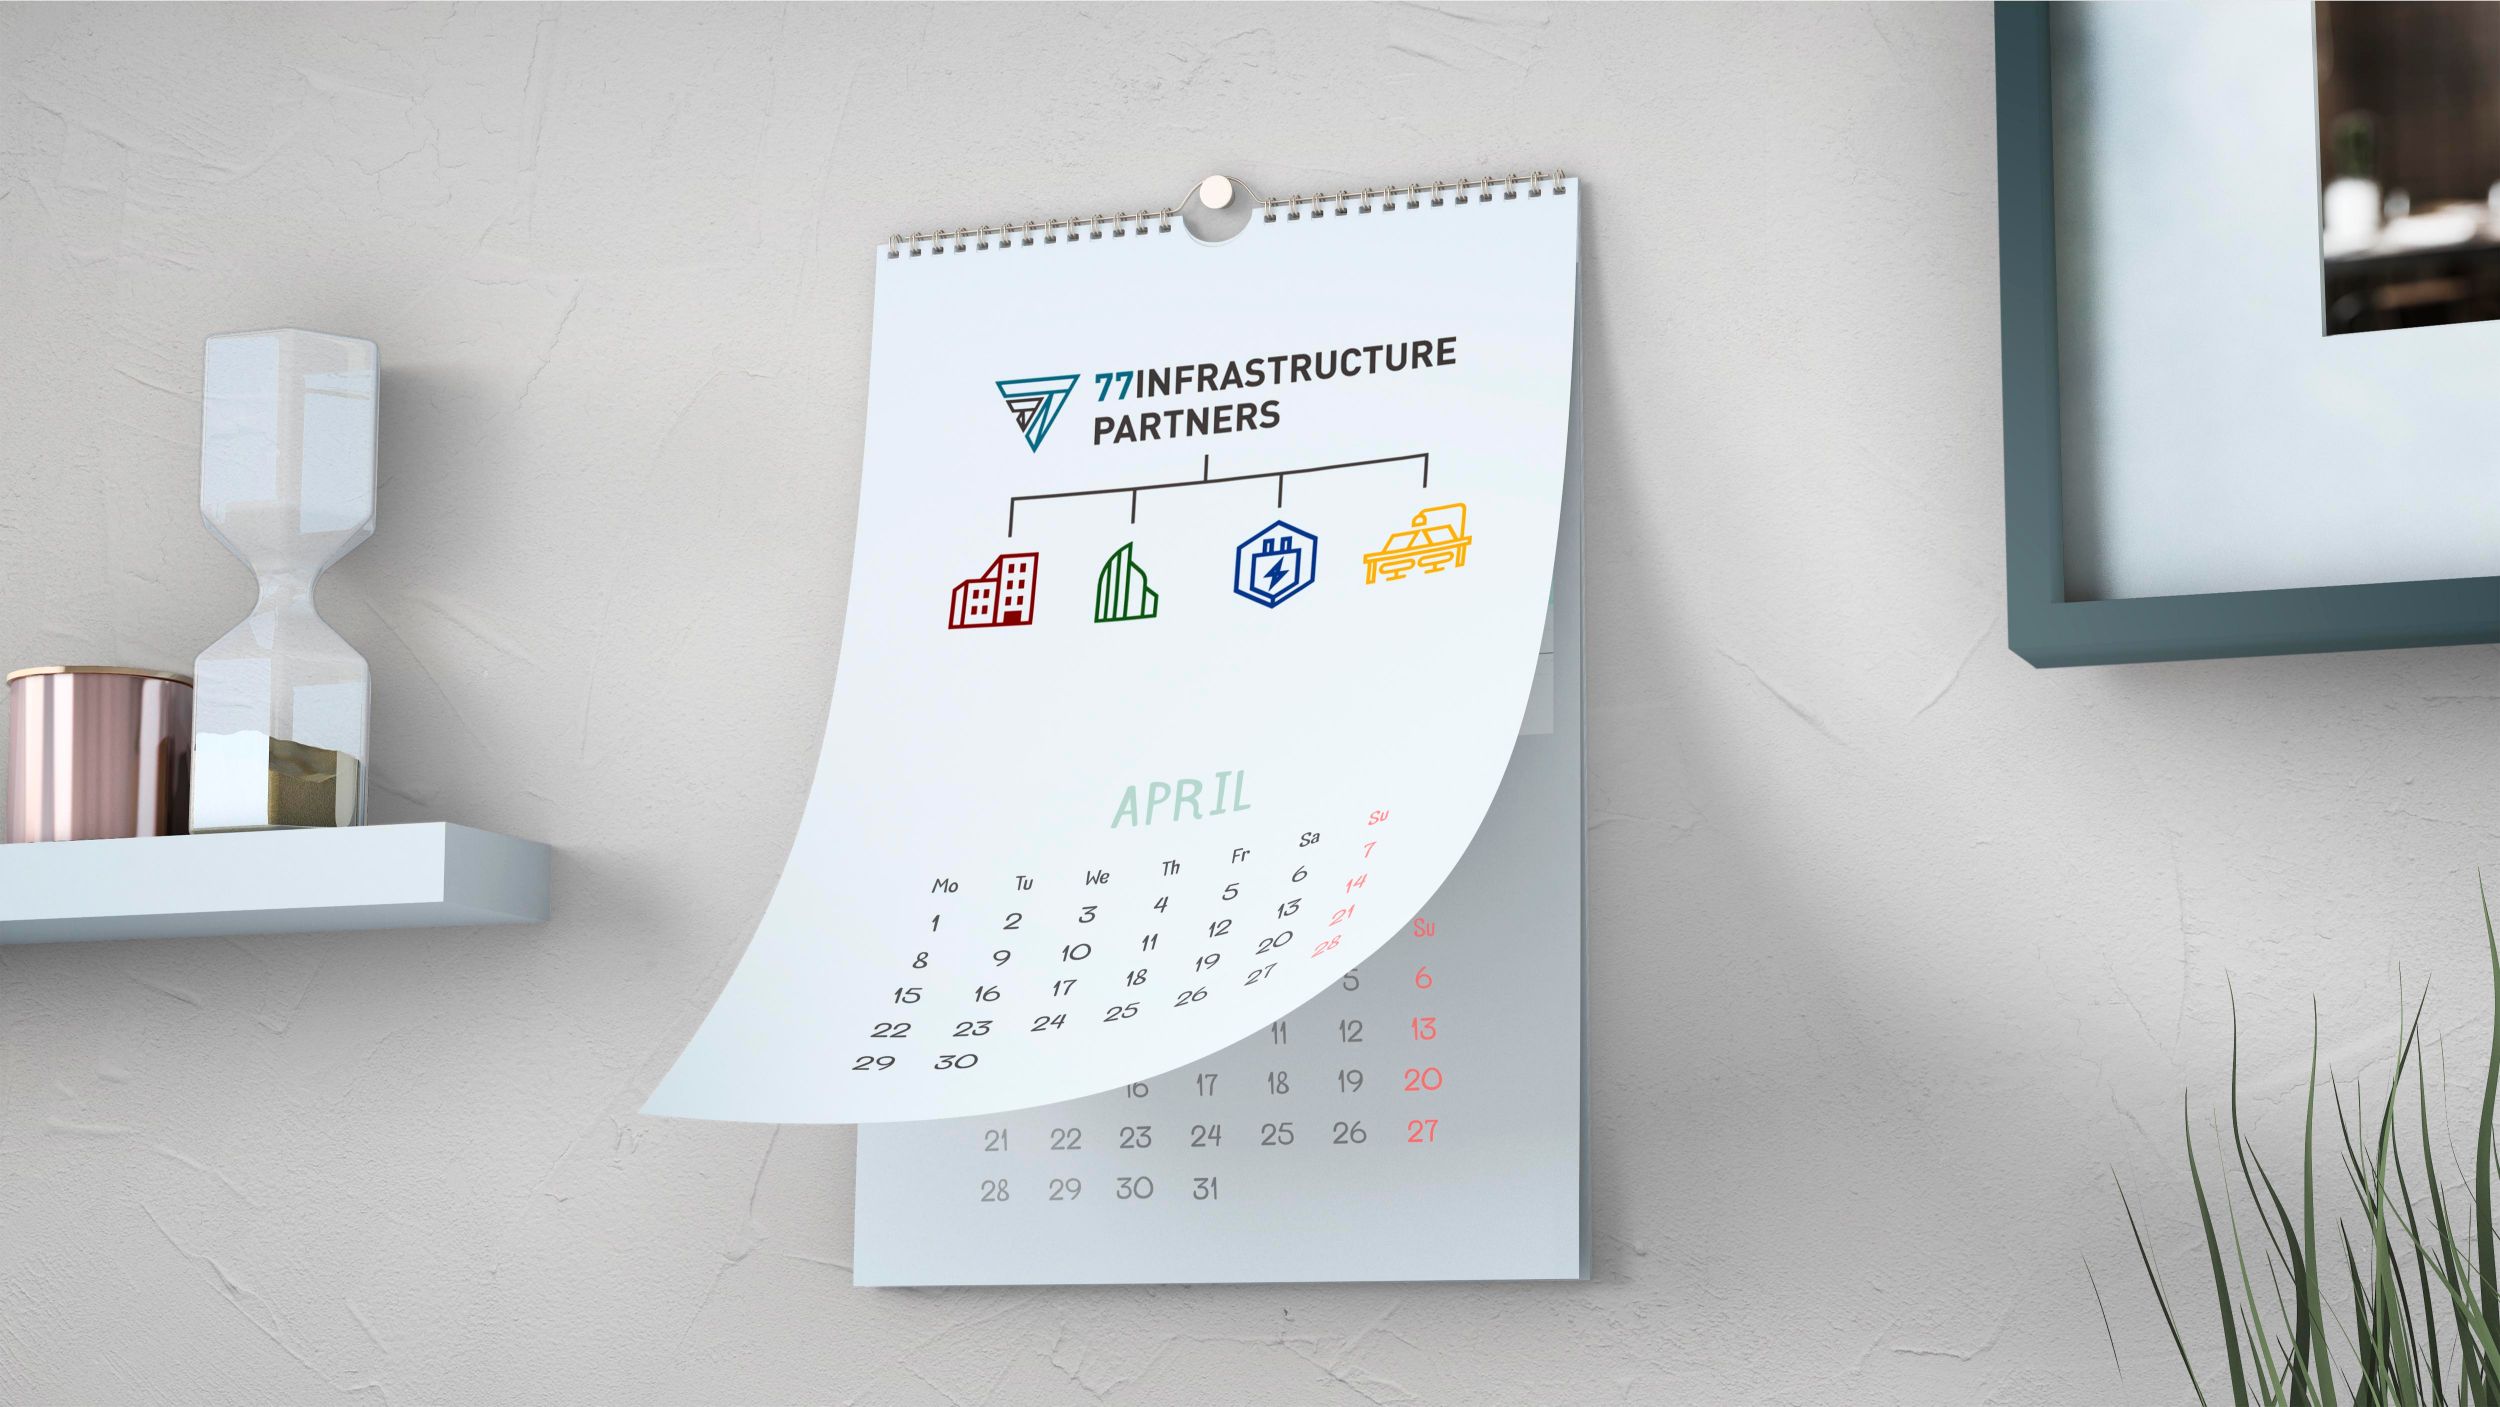 77INFRASTRUCTURE
PARTNERS
APRIL
Mo Tu We Th Fr Sa Su
1 2 3 4 5 6 7
8 9 10 11 12 13 14
15 16 17 18 19 20 21
22 23 24 25 26 27 28
29 30
Su
5 6
11 12 13
16 17 18 19 20
21 22 23 24 25 26 27
28 29 30 31